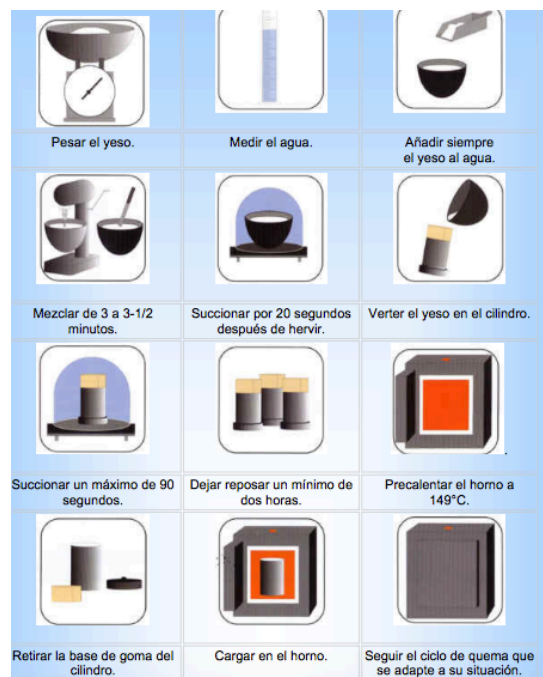 Pesar el yeso.
Medir el agua.
Añadir siempre
el yeso al agua.
Mezclar de 3 a 3-1/2
minutos.
Succionar por 20 segundos
después de hervir.
Verter el yeso en el cilindro.
Succionar un máximo de 90
segundos.
Dejar reposar un mínimo de
dos horas.
Precalentar el horno a
149°C.
Retirar la base de goma del
cilindro.
Cargar en el horno.
Seguir el ciclo de quema que
se adapte a su situación.